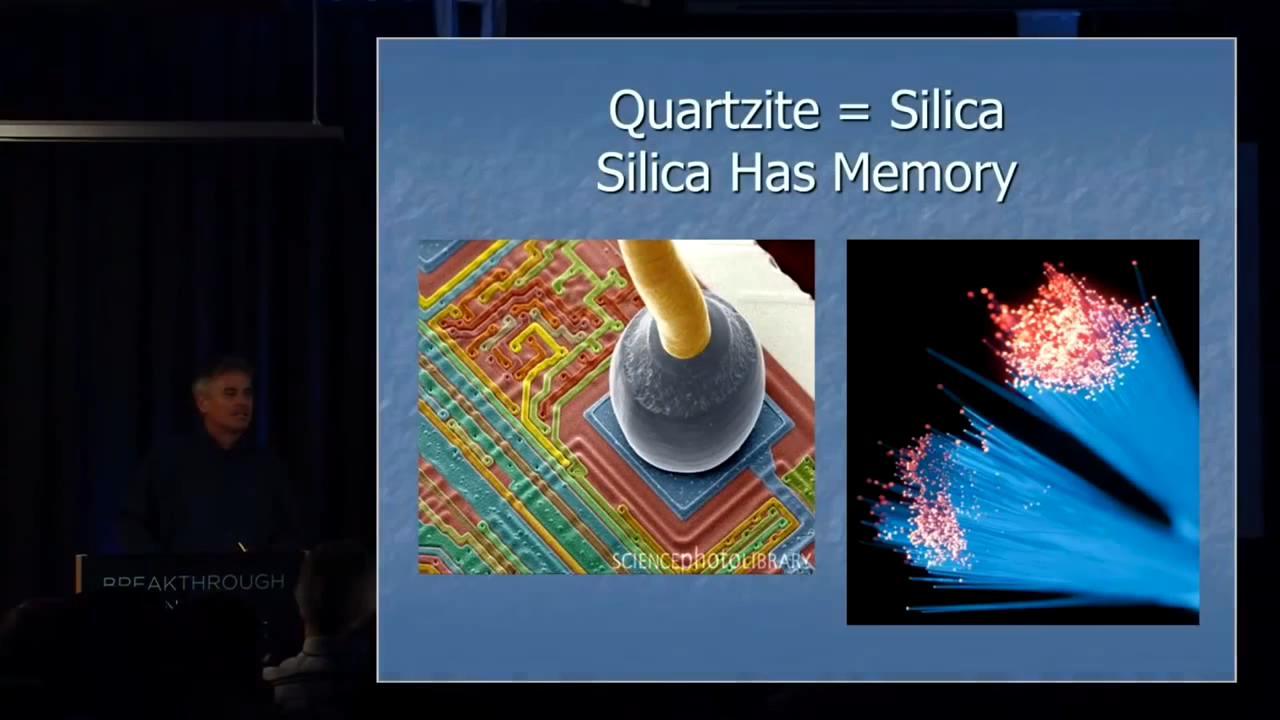 Quartzite = Silica
Silica Has Memory
SCIENCEphotoLIBRARY
BREAKTHROUGH